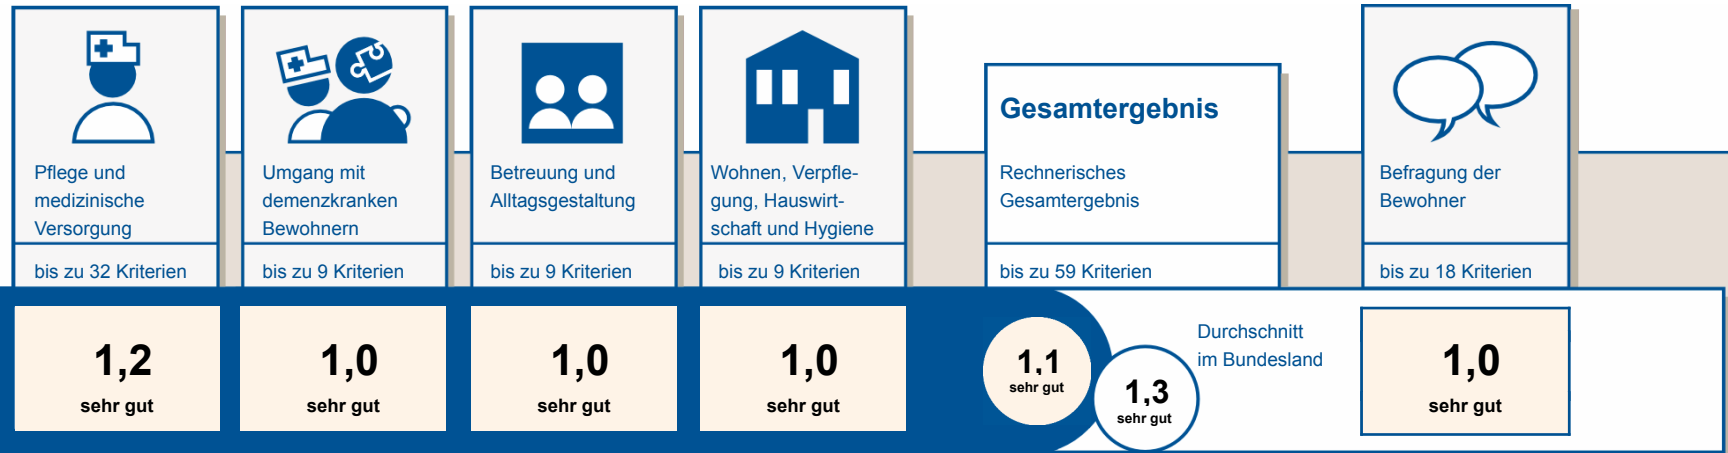 Pflege und
medizinische
Versorgung
bis zu 32 Kriterien
1,2
sehr gut
Umgang mit
demenzkranken
Bewohnern
bis zu 9 Kriterien
1,0
sehr gut
Betreuung und
Alltagsgestaltung
bis zu 9 Kriterien
1,0
sehr gut
Wohnen, Verpfle-
gung, Hauswirt-
schaft und Hygiene
bis zu 9 Kriterien
1,0
sehr gut
Gesamtergebnis
Rechnerisches
Gesamtergebnis
bis zu 59 Kriterien
1,1
sehr gut
1,3
sehr gut
Durchschnitt
im Bundesland
Befragung der
Bewohner
bis zu 18 Kriterien
1,0
sehr gut